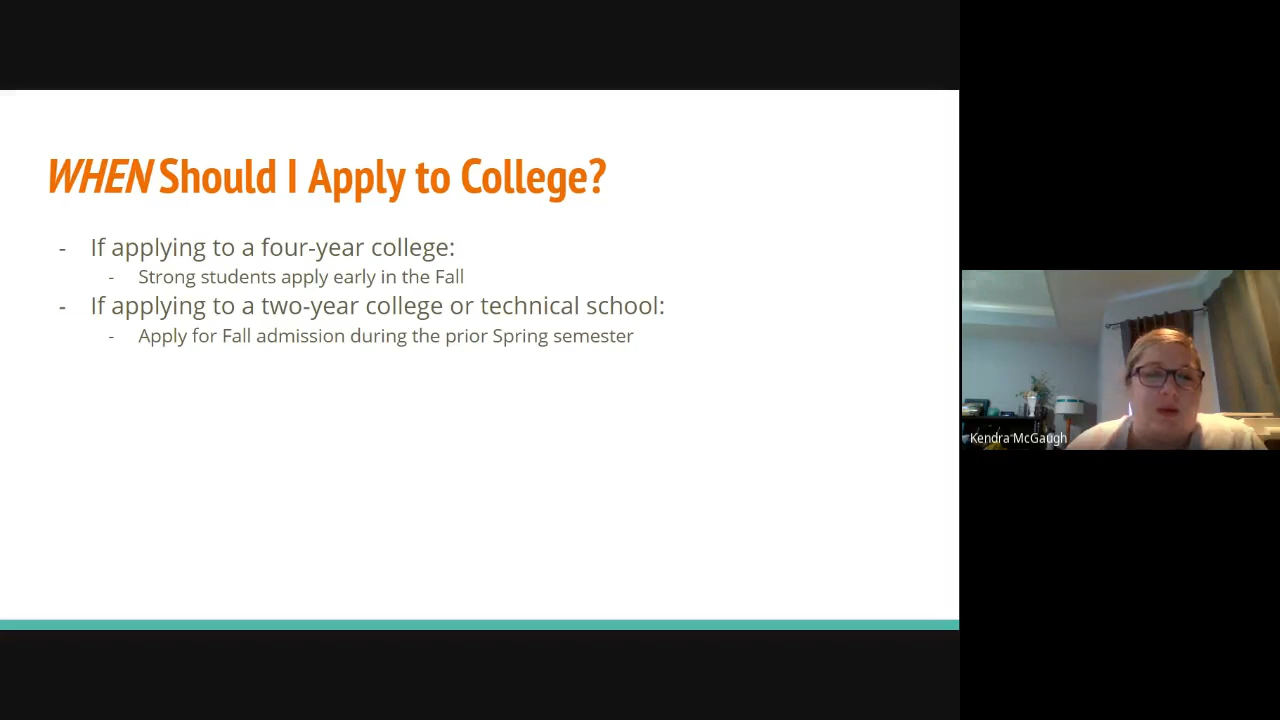 WHEN Should I Apply to College?
- If applying to a four-year college:
- Strong students apply early in the Fall
- If applying to a two-year college or technical school:
- Apply for Fall admission during the prior Spring semester
Kendra McGaugh